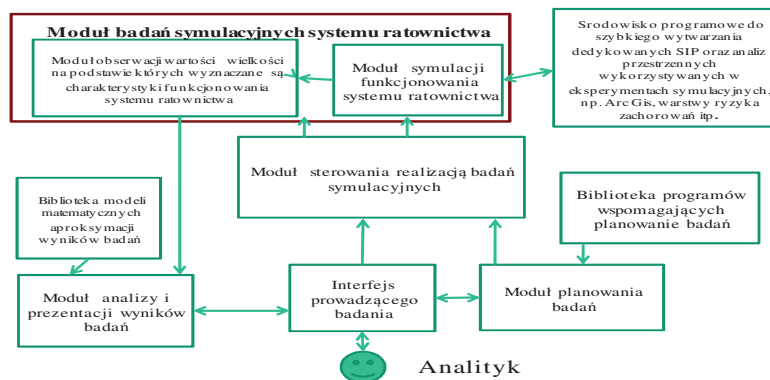 Moduł badań symulacyjnych systemu ratownictwa
Moduł obserwacji wartości wielkości
na podstawie których wyznaczane są
charakterystyki funkcjonowania
systemu ratownictwa
Moduł symulacji
funkcjonowania
systemu ratownictwa
Srodowisko programowe do
szybkiego wytwarzania
dedykowanych SIP oraz analiz
przestrzennych
wykorzystywanych w
eksperymentach symulacyjnych,
np. Arc Gis, warstwy ryzyka
zachorowań itp.
Moduł sterowania realizacją badań
symulacyjnych
Biblioteka modeli
matematycznych
aproksymacji
wyników badań
Biblioteka programów
wspomagających
planowanie badań
Moduł analizy i
prezentacji wyników
badań
Interfejs
prowadzącego
badania
Moduł planowania
badań
Analityk